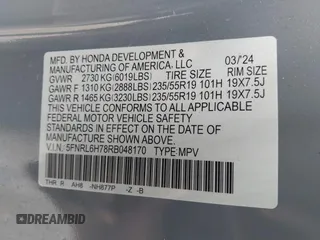 MFD. BY HONDA DEVELOPMENT & 03/'24
MANUFACTURING OF AMERICA, LLC
GVWR 2730 KG(6019LBS) TIRE SIZE RIM SIZE
GAWR F 1310 KG(2888LBS)235/55R19 101H 19X7.5J
GAWR R 1465 KG(3230LBS)235/55R19 101H 19X7.5J
THIS VEHICLE CONFORMS TO ALL APPLICABLE
FEDERAL MOTOR VEHICLE SAFETY
STANDARDS IN EFFECT ON THE DATE OF
MANUFACTURE SHOWN ABOVE.
V.I.N: 5FNRL6H78RB048170 TYPE:MPV
THR R AH8 -NH877P -Z -B
DREAMBID